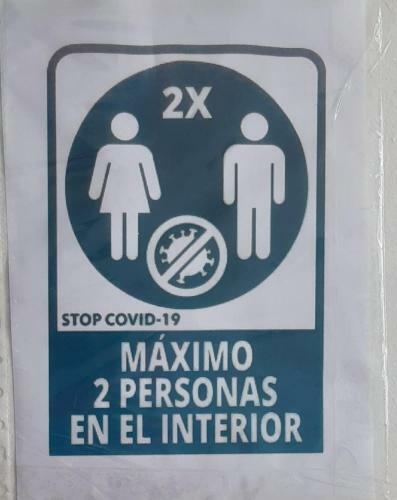 2X
STOP COVID-19
MÁXIMO
2 PERSONAS
EN EL INTERIOR